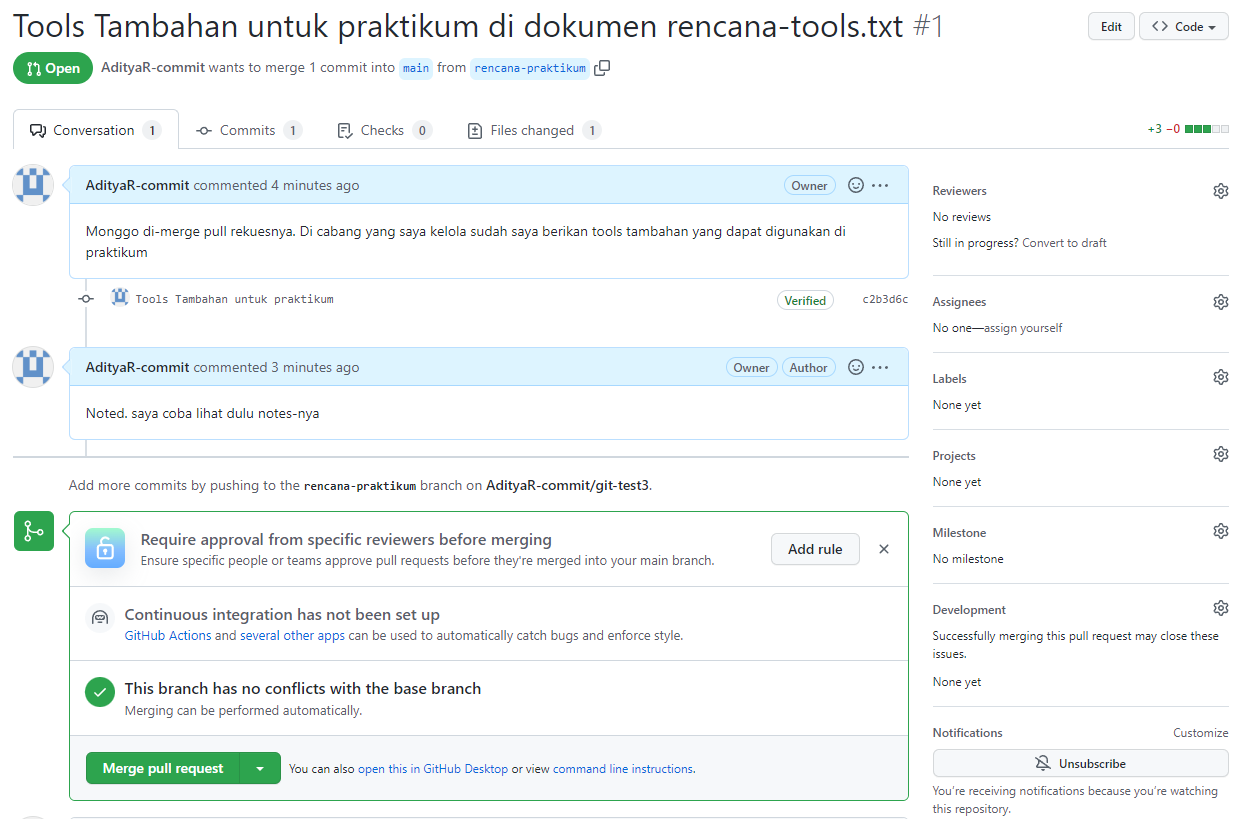 Tools Tambahan untuk praktikum di dokumen rencana-tools.txt #1
Edit
Code
Open
AdityaR-commit wants to merge 1 commit into main from rencana-praktikum
Conversation 1
Commits 1
Checks 0
Files changed 1
+3 −0
AdityaR-commit commented 4 minutes ago
Owner
Monggo di-merge pull rekuesnya. Di cabang yang saya kelola sudah saya berikan tools tambahan yang dapat digunakan di
praktikum
Tools Tambahan untuk praktikum
Verified
c2b3d6c
AdityaR-commit commented 3 minutes ago
Owner
Author
Noted. saya coba lihat dulu notes-nya
Add more commits by pushing to the rencana-praktikum branch on AdityaR-commit/git-test3.
Require approval from specific reviewers before merging
Ensure specific people or teams approve pull requests before they're merged into your main branch.
Add rule
Continuous integration has not been set up
GitHub Actions and several other apps can be used to automatically catch bugs and enforce style.
This branch has no conflicts with the base branch
Merging can be performed automatically.
Merge pull request
You can also open this in GitHub Desktop or view command line instructions.
Reviewers
No reviews
Still in progress? Convert to draft
Assignees
No one—assign yourself
Labels
None yet
Projects
None yet
Milestone
No milestone
Development
Successfully merging this pull request may close these
issues.
None yet
Notifications
Customize
Unsubscribe
You're receiving notifications because you're watching
this repository.